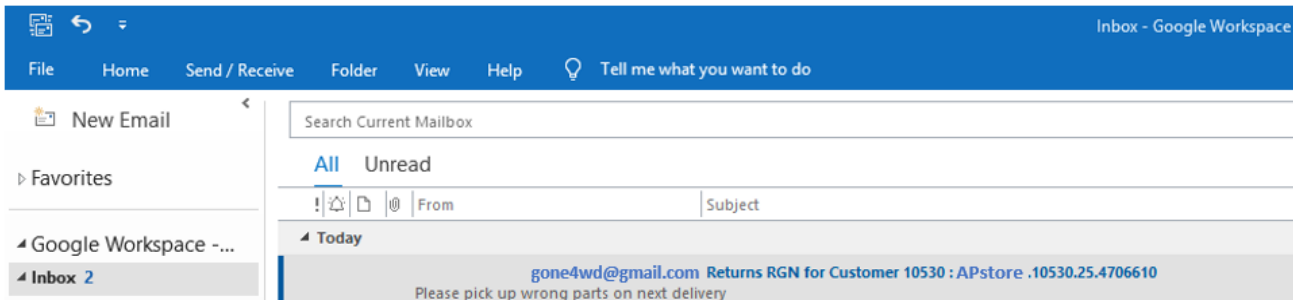 Inbox - Google Workspace
File Home Send / Receive Folder View Help Tell me what you want to do
New Email
Search Current Mailbox
All Unread
Favorites
! From Subject
Google Workspace -...
Today
Inbox 2
gone4wd@gmail.com Returns RGN for Customer 10530 : APstore .10530.25.4706610
Please pick up wrong parts on next delivery